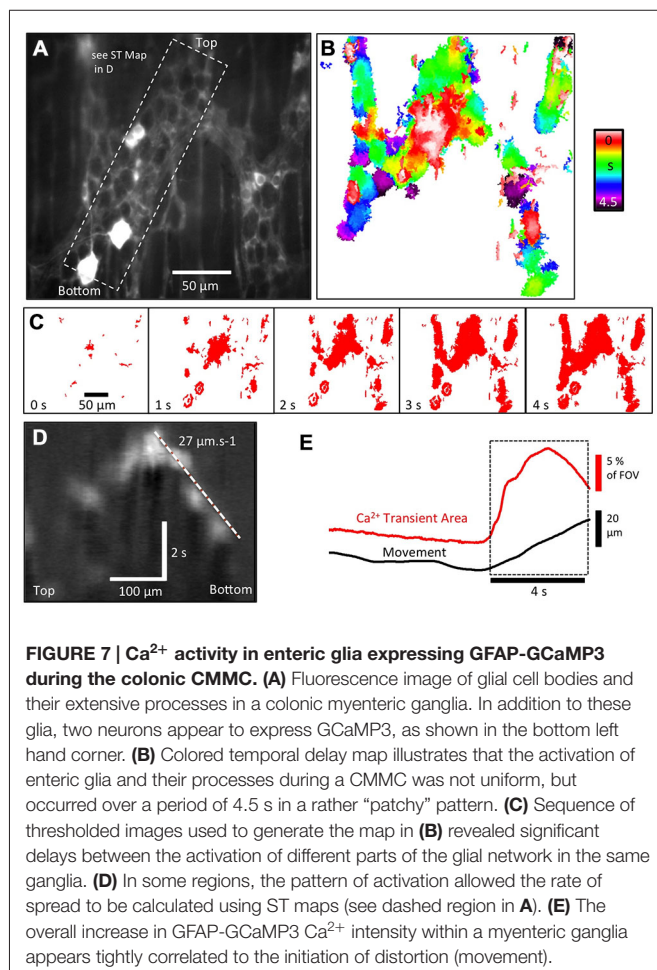 A
see ST Map
in D
Top
Bottom
50 µm
B
0
s
4.5
C
0 s
50 µm
1 s
2 s
3 s
4 s
D
27 µm.s-1
2 s
100 µm
Top
Bottom
E
Ca²⁺ Transient Area
Movement
5 %
of FOV
20
µm
4 s
FIGURE 7 | Ca²⁺ activity in enteric glia expressing GFAP-GCaMP3
during the colonic CMMC. (A) Fluorescence image of glial cell bodies and
their extensive processes in a colonic myenteric ganglia. In addition to these
glia, two neurons appear to express GCaMP3, as shown in the bottom left
hand corner. (B) Colored temporal delay map illustrates that the activation of
enteric glia and their processes during a CMMC was not uniform, but
occurred over a period of 4.5 s in a rather “patchy” pattern. (C) Sequence of
thresholded images used to generate the map in (B) revealed significant
delays between the activation of different parts of the glial network in the same
ganglia. (D) In some regions, the pattern of activation allowed the rate of
spread to be calculated using ST maps (see dashed region in A). (E) The
overall increase in GFAP-GCaMP3 Ca²⁺ intensity within a myenteric ganglia
appears tightly correlated to the initiation of distortion (movement).